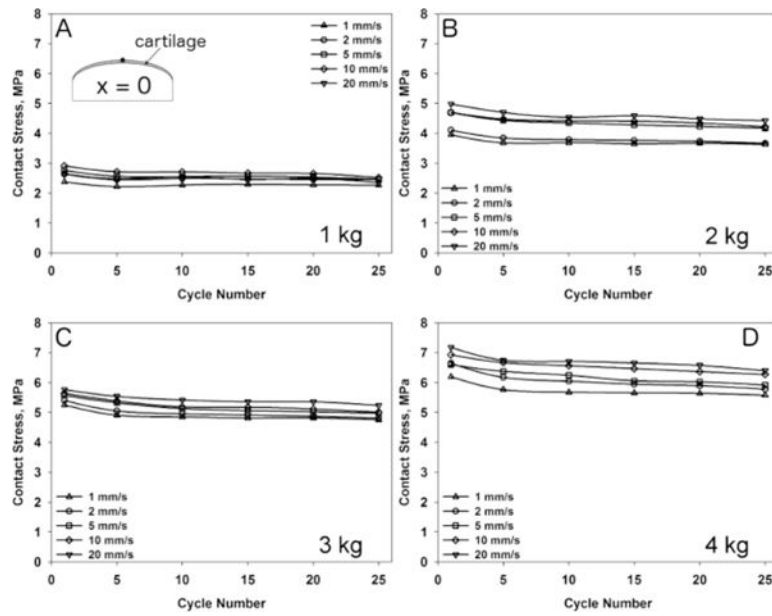 A
cartilage
x = 0
1 mm/s
2 mm/s
5 mm/s
10 mm/s
20 mm/s
8
7
6
5
4
3
2
1
0
Contact Stress, MPa
1 kg
0 5 10 15 20 25
Cycle Number
B
8
7
6
5
4
3
2
1
0
Contact Stress, MPa
1 mm/s
2 mm/s
5 mm/s
10 mm/s
20 mm/s
2 kg
0 5 10 15 20 25
Cycle Number
C
8
7
6
5
4
3
2
1
0
Contact Stress, MPa
1 mm/s
2 mm/s
5 mm/s
10 mm/s
20 mm/s
3 kg
0 5 10 15 20 25
Cycle Number
D
8
7
6
5
4
3
2
1
0
Contact Stress, MPa
1 mm/s
2 mm/s
5 mm/s
10 mm/s
20 mm/s
4 kg
0 5 10 15 20 25
Cycle Number